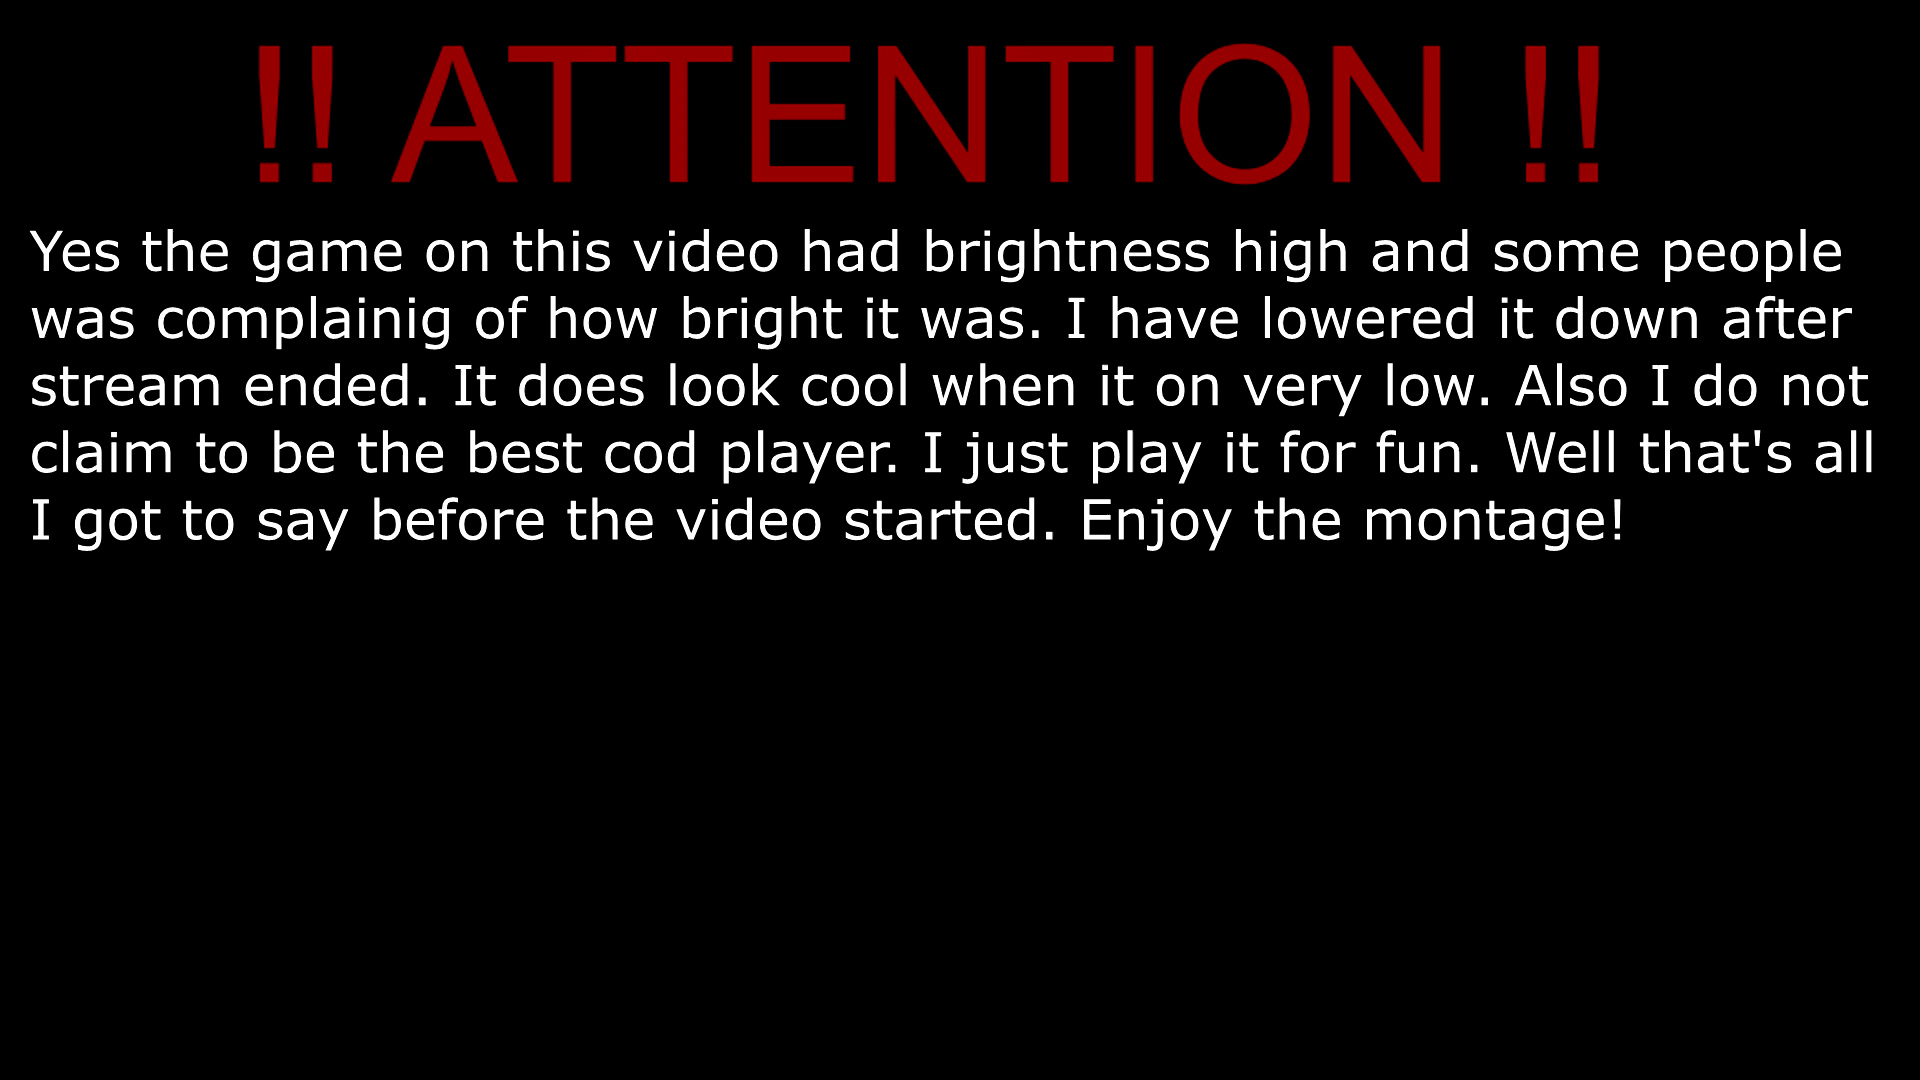 !! ATTENTION !!
Yes the game on this video had brightness high and some people
was complainig of how bright it was. I have lowered it down after
stream ended. It does look cool when it on very low. Also I do not
claim to be the best cod player. I just play it for fun. Well that's all
I got to say before the video started. Enjoy the montage!